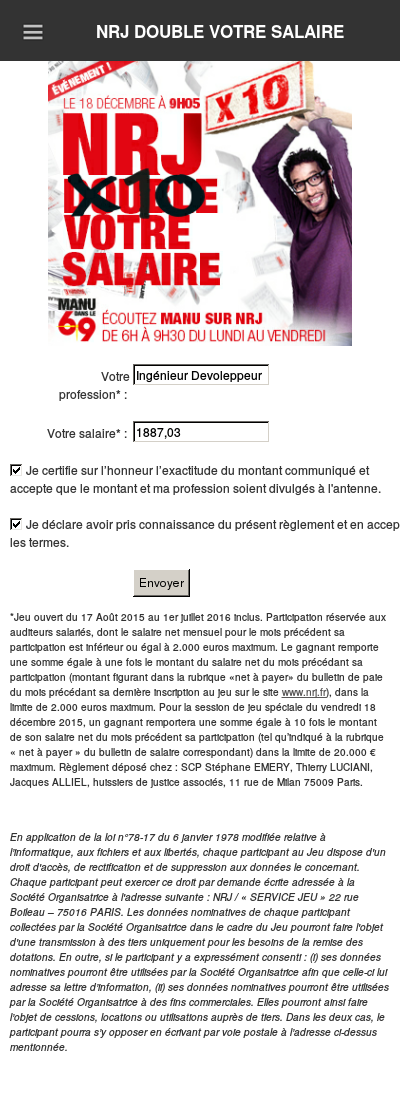 NRJ DOUBLE VOTRE SALAIRE
ÉVÉNEMENT !
LE 18 DÉCEMBRE À 9H05
X10
NRJ
x10
VOTRE
SALAIRE
MANU
DANS LE
6 9
ÉCOUTEZ MANU SUR NRJ
DE 6H À 9H30 DU LUNDI AU VENDREDI
Votre
profession* :
Ingénieur Devoleppeur
Votre salaire* :
1887,03
Je certifie sur l'honneur l'exactitude du montant communiqué et
accepte que le montant et ma profession soient divulgés à l'antenne.
Je déclare avoir pris connaissance du présent règlement et en accep
les termes.
Envoyer
*Jeu ouvert du 17 Août 2015 au 1er juillet 2016 inclus. Participation réservée aux
auditeurs salariés, dont le salaire net mensuel pour le mois précédent sa
participation est inférieur ou égal à 2.000 euros maximum. Le gagnant remporte
une somme égale à une fois le montant du salaire net du mois précédant sa
participation (montant figurant dans la rubrique «net à payer» du bulletin de paie
du mois précédant sa dernière inscription au jeu sur le site www.nrj.fr), dans la
limite de 2.000 euros maximum. Pour la session de jeu spéciale du vendredi 18
décembre 2015, un gagnant remportera une somme égale à 10 fois le montant
de son salaire net du mois précédent sa participation (tel qu'indiqué à la rubrique
« net à payer » du bulletin de salaire correspondant) dans la limite de 20.000 €
maximum. Règlement déposé chez : SCP Stéphane EMERY, Thierry LUCIANI,
Jacques ALLIEL, huissiers de justice associés, 11 rue de Milan 75009 Paris.
En application de la loi n°78-17 du 6 janvier 1978 modifiée relative à
l'informatique, aux fichiers et aux libertés, chaque participant au Jeu dispose d'un
droit d'accès, de rectification et de suppression aux données le concernant.
Chaque participant peut exercer ce droit par demande écrite adressée à la
Société Organisatrice à l'adresse suivante : NRJ / « SERVICE JEU » 22 rue
Boileau – 75016 PARIS. Les données nominatives de chaque participant
collectées par la Société Organisatrice dans le cadre du Jeu pourront faire l'objet
d'une transmission à des tiers uniquement pour les besoins de la remise des
dotations. En outre, si le participant y a expressément consenti : (i) ses données
nominatives pourront être utilisées par la Société Organisatrice afin que celle-ci lui
adresse sa lettre d'information, (ii) ses données nominatives pourront être utilisées
par la Société Organisatrice à des fins commerciales. Elles pourront ainsi faire
l'objet de cessions, locations ou utilisations auprès de tiers. Dans les deux cas, le
participant pourra s'y opposer en écrivant par voie postale à l'adresse ci-dessus
mentionnée.